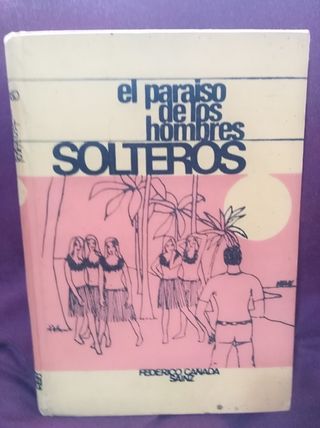 el paraiso
de los
hombres
SOLTEROS
FEDERICO CAÑADA
SAINZ